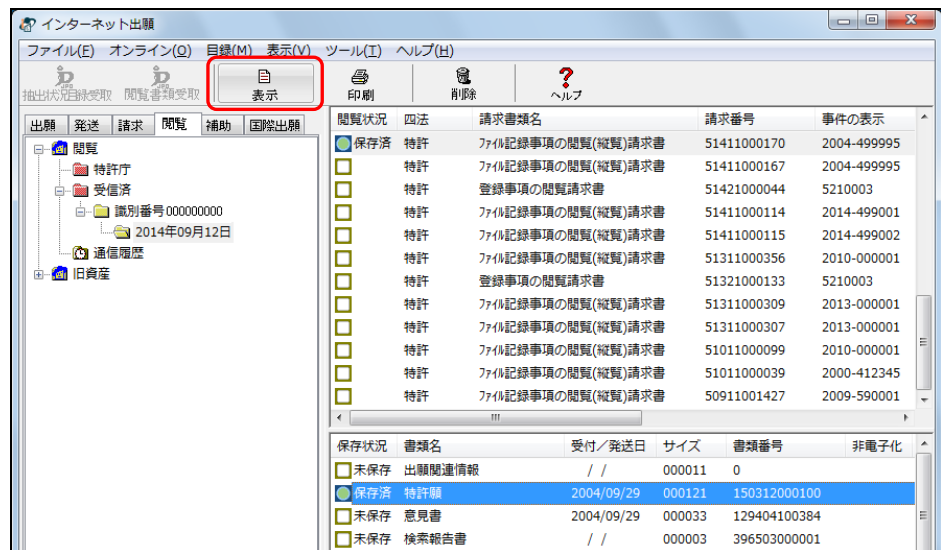 インターネット出願
ファイル(F) オンライン(O) 目録(M) 表示(V) ツール(T) ヘルプ(H)
抽出状況目録受取 閲覧書類受取 表示 印刷 削除 ヘルプ
出願 発送 請求 閲覧 補助 国際出願
閲覧
特許庁
受信済
識別番号000000000
2014年09月12日
通信履歴
旧資産
閲覧状況 四法 請求書類名 請求番号 事件の表示
保存済 特許 ファイル記録事項の閲覧(縦覧)請求書 51411000170 2004-499995
特許 ファイル記録事項の閲覧(縦覧)請求書 51411000167 2004-499995
特許 登録事項の閲覧請求書 51421000044 5210003
特許 ファイル記録事項の閲覧(縦覧)請求書 51411000114 2014-499001
特許 ファイル記録事項の閲覧(縦覧)請求書 51411000115 2014-499002
特許 ファイル記録事項の閲覧(縦覧)請求書 51311000356 2010-000001
特許 登録事項の閲覧請求書 51321000133 5210003
特許 ファイル記録事項の閲覧(縦覧)請求書 51311000309 2013-000001
特許 ファイル記録事項の閲覧(縦覧)請求書 51311000307 2013-000001
特許 ファイル記録事項の閲覧(縦覧)請求書 51011000099 2010-000001
特許 ファイル記録事項の閲覧(縦覧)請求書 51011000039 2000-412345
特許 ファイル記録事項の閲覧(縦覧)請求書 50911001427 2009-590001
保存状況 書類名 受付／発送日 サイズ 書類番号 非電子化
未保存 出願関連情報 / / 000011 0
保存済 特許願 2004/09/29 000121 150312000100
未保存 意見書 2004/09/29 000033 129404100384
未保存 検索報告書 / / 000003 396503000001